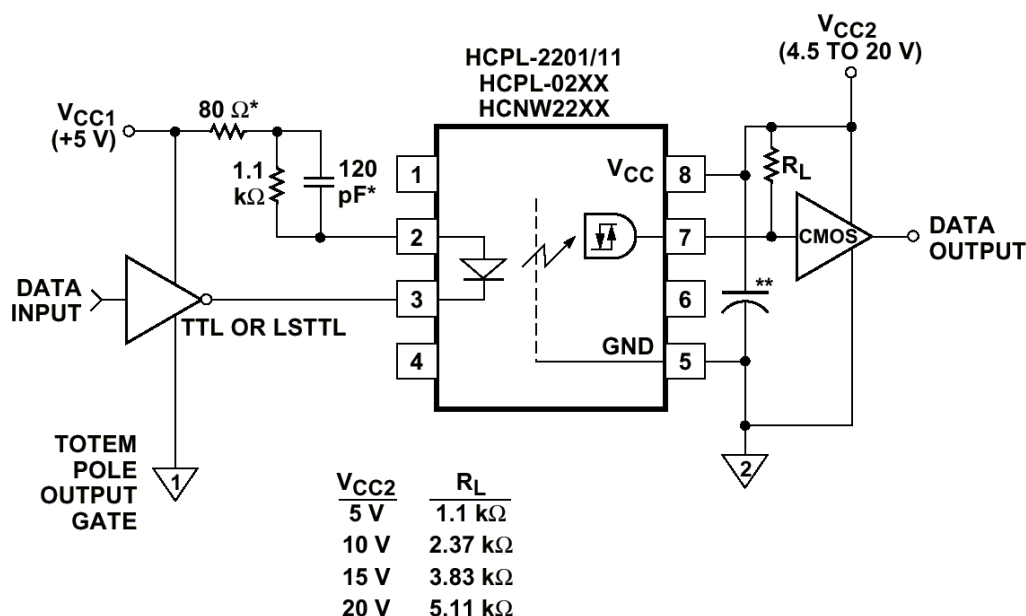 HCPL-2201/11
HCPL-02XX
HCNW22XX
VCC2
(4.5 TO 20 V)
VCC1
(+5 V)
80 Ω*
1.1
kΩ
120
pF*
1
2
3
4
VCC
8
7
6
5
GND
RL
CMOS
DATA
OUTPUT
**
DATA
INPUT
TTL OR LSTTL
TOTEM
POLE
OUTPUT
GATE
1
2
VCC2 RL
5 V 1.1 kΩ
10 V 2.37 kΩ
15 V 3.83 kΩ
20 V 5.11 kΩ